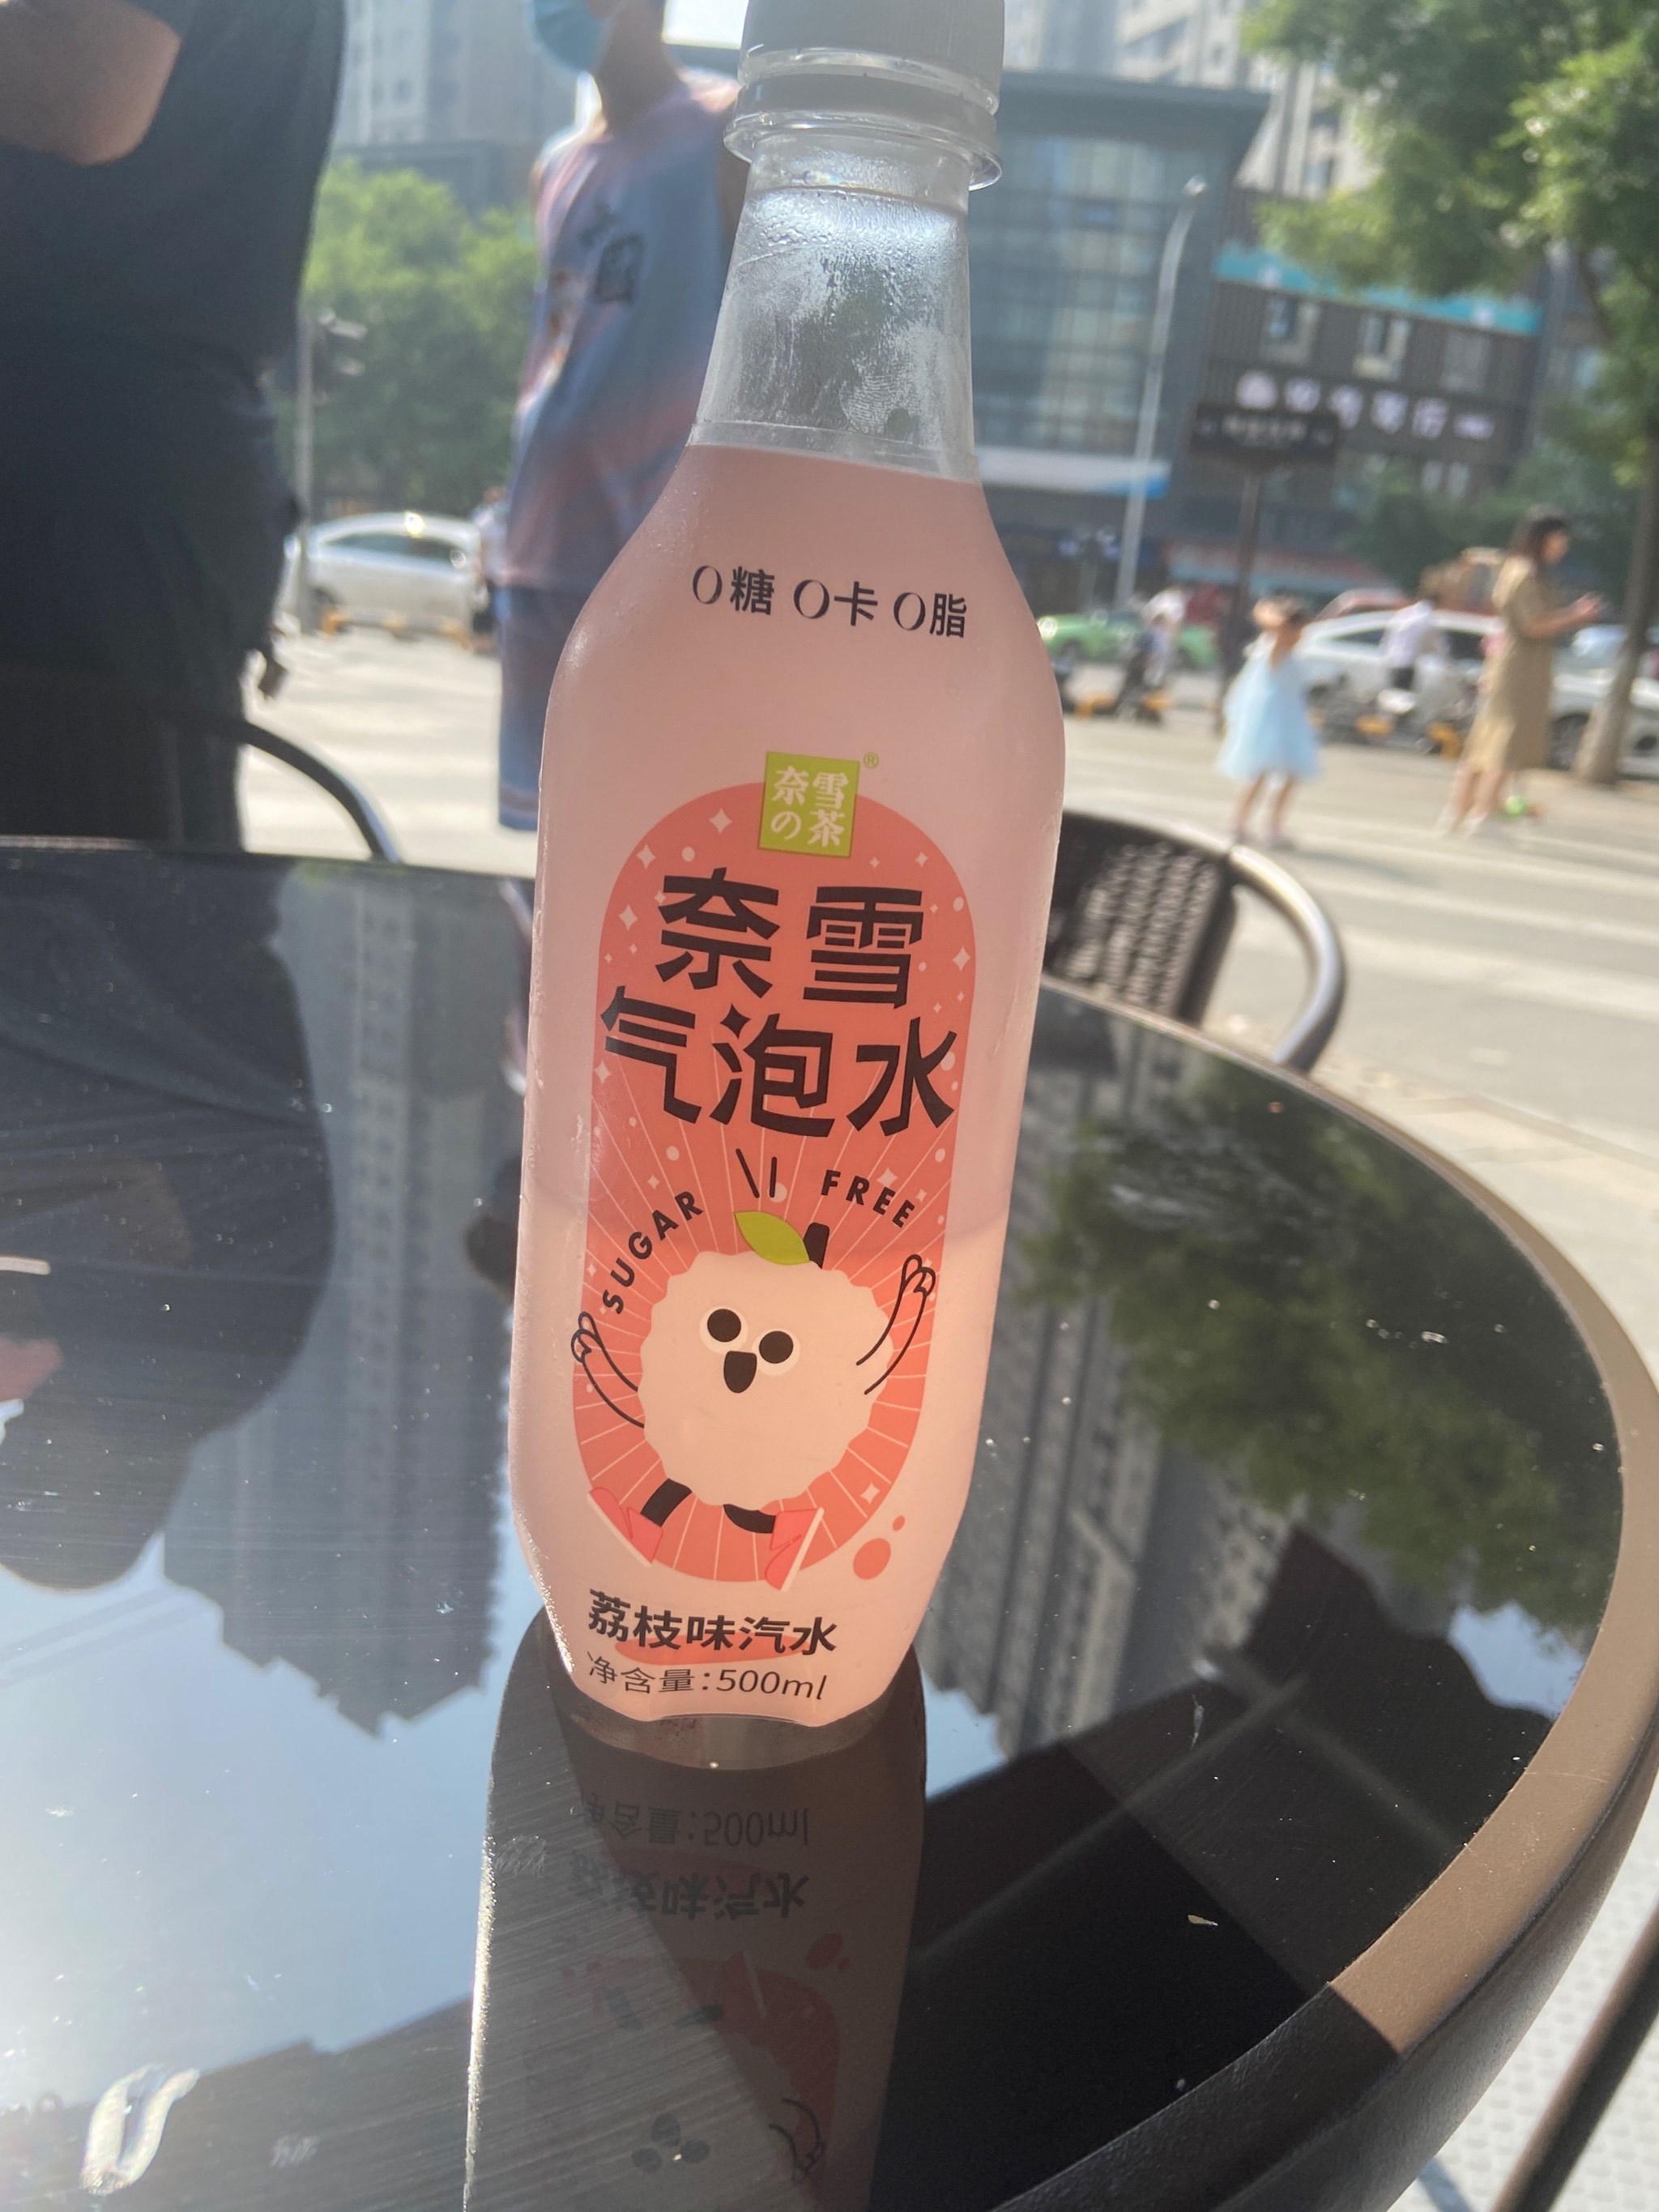 0糖 0卡 0脂
奈雪
の茶
®
奈雪
气泡水
SUGAR FREE
荔枝味汽水
净含量:500ml